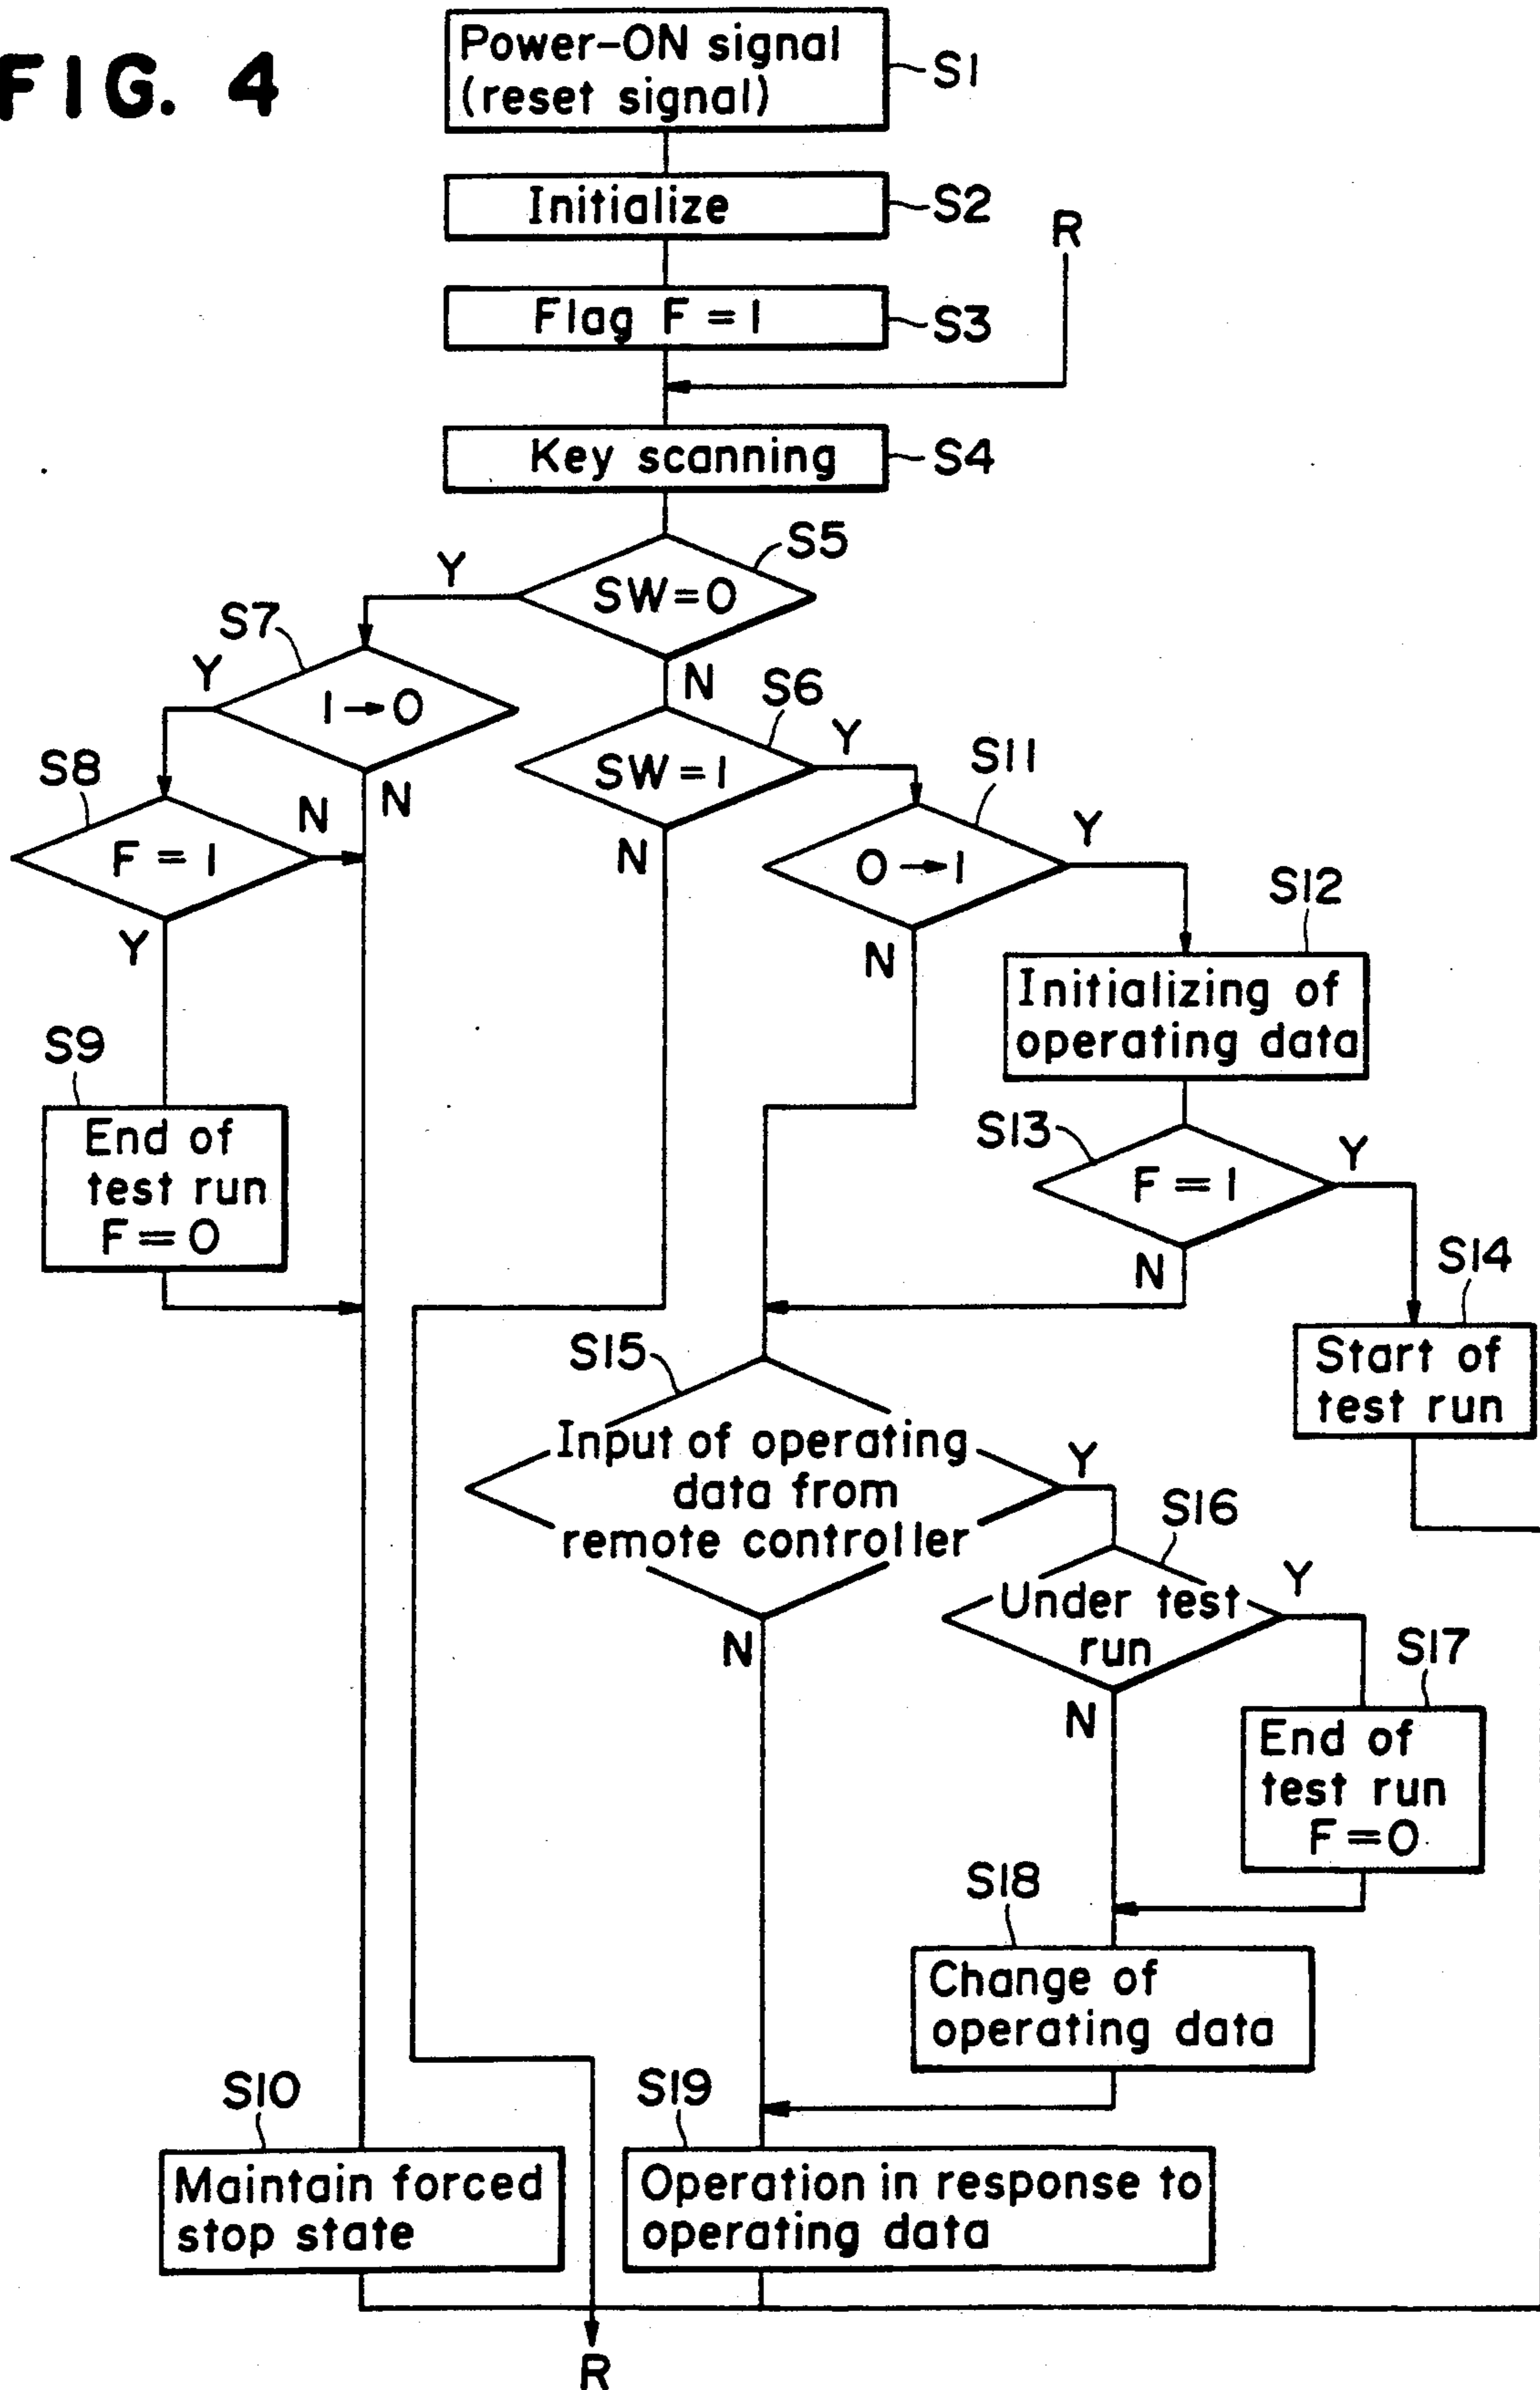 FIG. 4
Power-ON signal
(reset signal)
S1
Initialize
S2
R
Flag F = 1
S3
Key scanning
S4
S5
Y
SW=0
S7
N
S6
Y
1→0
Y
SW=1
S11
S8
N
N
N
0→1
Y
F = 1
S12
Y
N
Initializing of
operating data
S9
End of
test run
F=0
S13
F = 1
Y
N
S14
Start of
test run
S15
Input of operating
data from
remote controller
Y
S16
Under test
run
Y
N
S17
N
End of
test run
F=0
S18
Change of
operating data
S10
S19
Maintain forced
stop state
Operation in response to
operating data
R